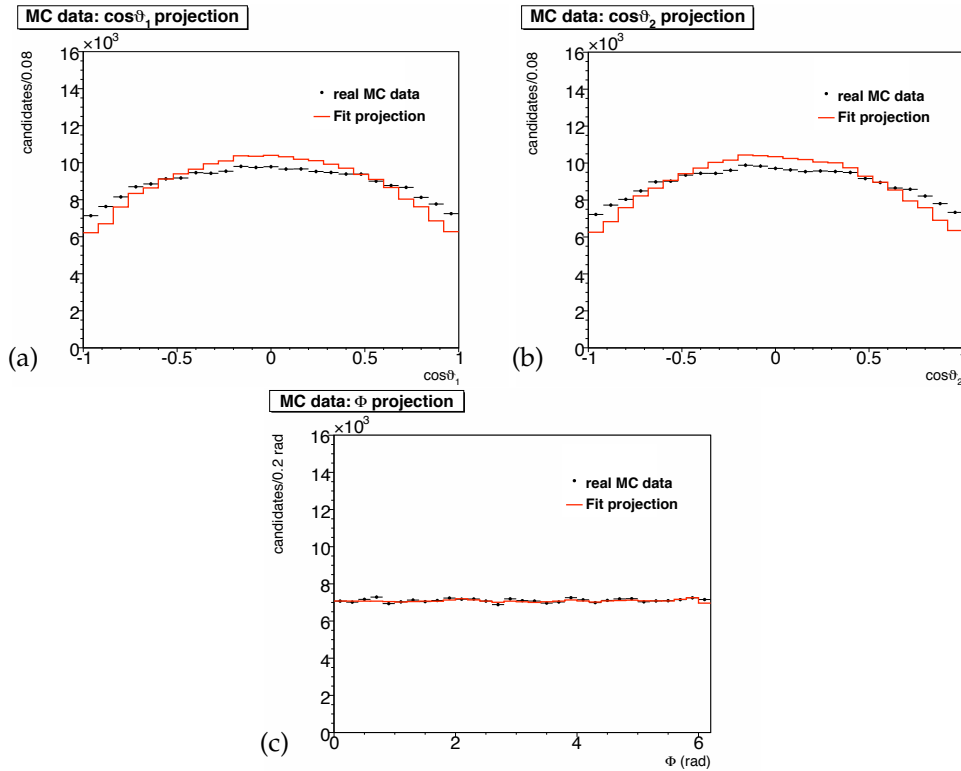 MC data: cosϑ1 projection
×10³
candidates/0.08
16
14
12
10
8
6
4
2
0
real MC data
Fit projection
-1 -0.5 0 0.5 1
cosϑ1
(a)
MC data: cosϑ2 projection
×10³
candidates/0.08
16
14
12
10
8
6
4
2
0
real MC data
Fit projection
-1 -0.5 0 0.5 1
cosϑ2
(b)
MC data: Φ projection
×10³
candidates/0.2 rad
16
14
12
10
8
6
4
2
0
real MC data
Fit projection
0 2 4 6
Φ (rad)
(c)